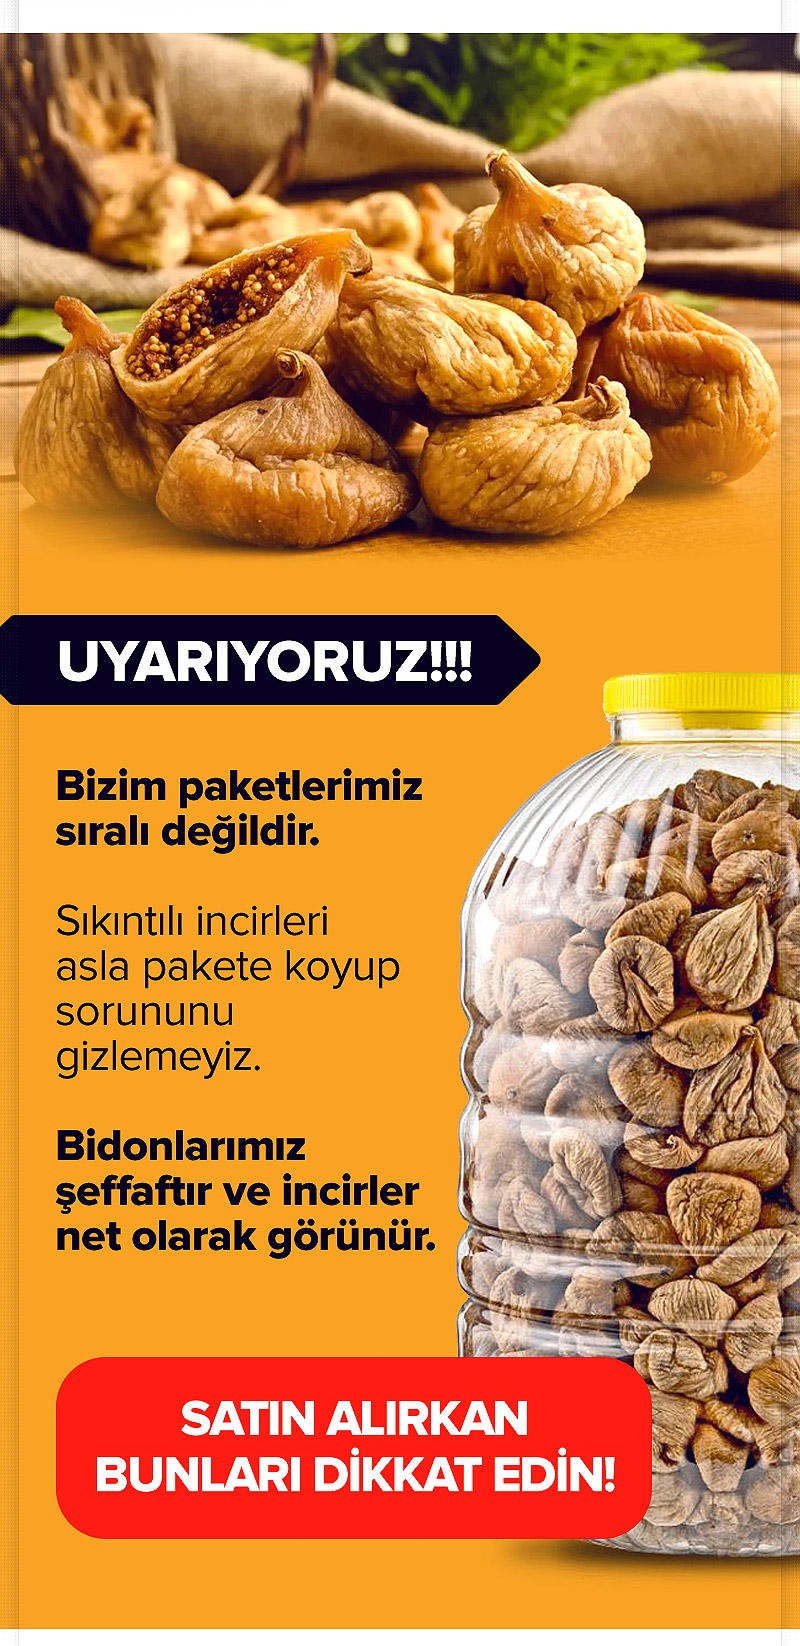 UYARIYORUZ!!!
Bizim paketlerimiz
sıralı değildir.
Sıkıntılı incirleri
asla pakete koyup
sorununu
gizlemeyiz.
Bidonlarımız
şeffaftır ve incirler
net olarak görünür.
SATIN ALIRKAN
BUNLARI DİKKAT EDİN!